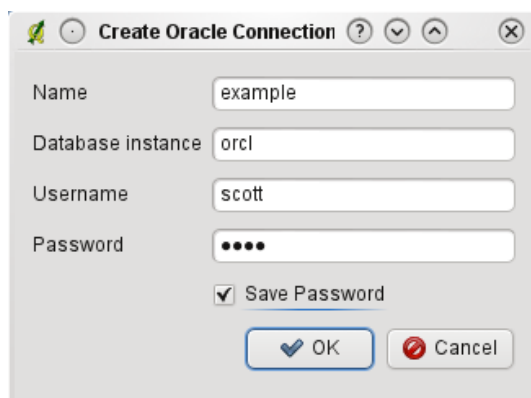 Create Oracle Connection
Name example
Database instance orcl
Username scott
Password ••••
Save Password
OK Cancel